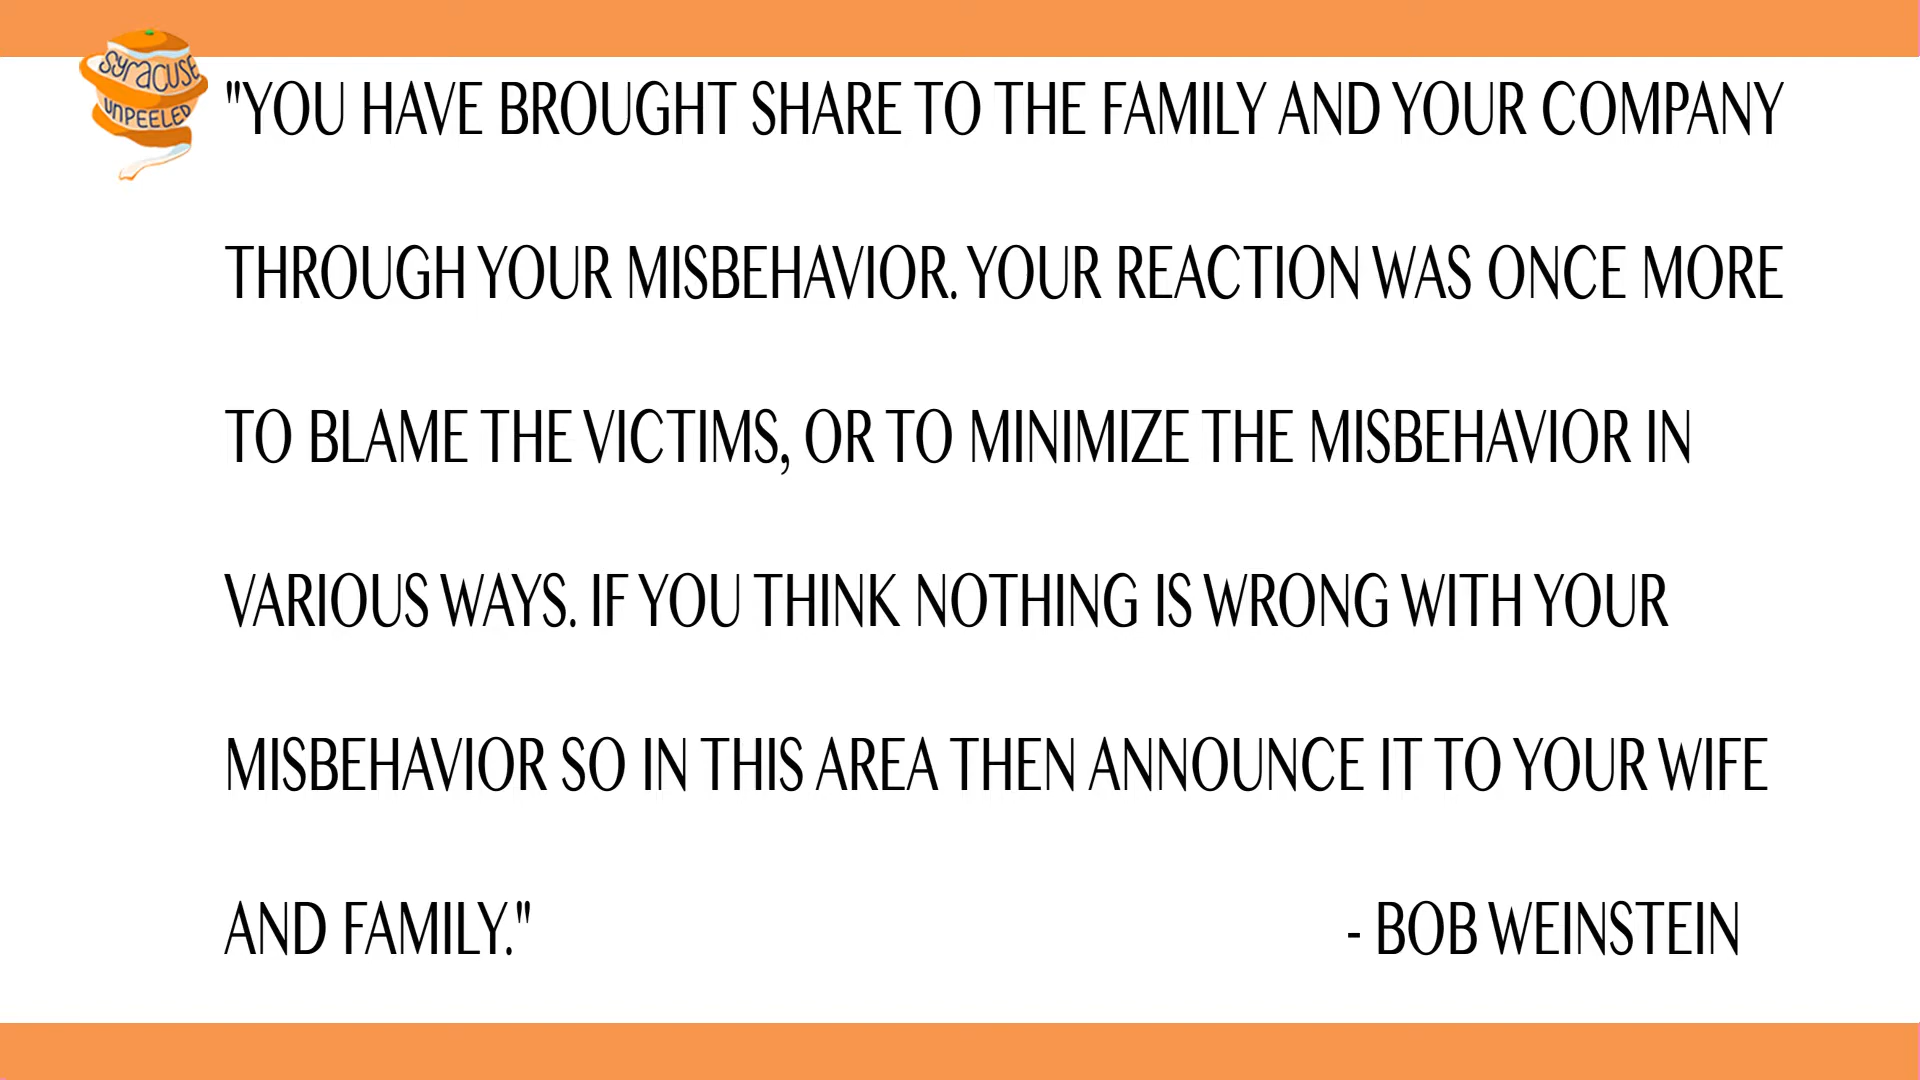 SYRACUSE
UNPEELED
"YOU HAVE BROUGHT SHARE TO THE FAMILY AND YOUR COMPANY
THROUGH YOUR MISBEHAVIOR. YOUR REACTION WAS ONCE MORE
TO BLAME THE VICTIMS, OR TO MINIMIZE THE MISBEHAVIOR IN
VARIOUS WAYS. IF YOU THINK NOTHING IS WRONG WITH YOUR
MISBEHAVIOR SO IN THIS AREA THEN ANNOUNCE IT TO YOUR WIFE
AND FAMILY." - BOB WEINSTEIN